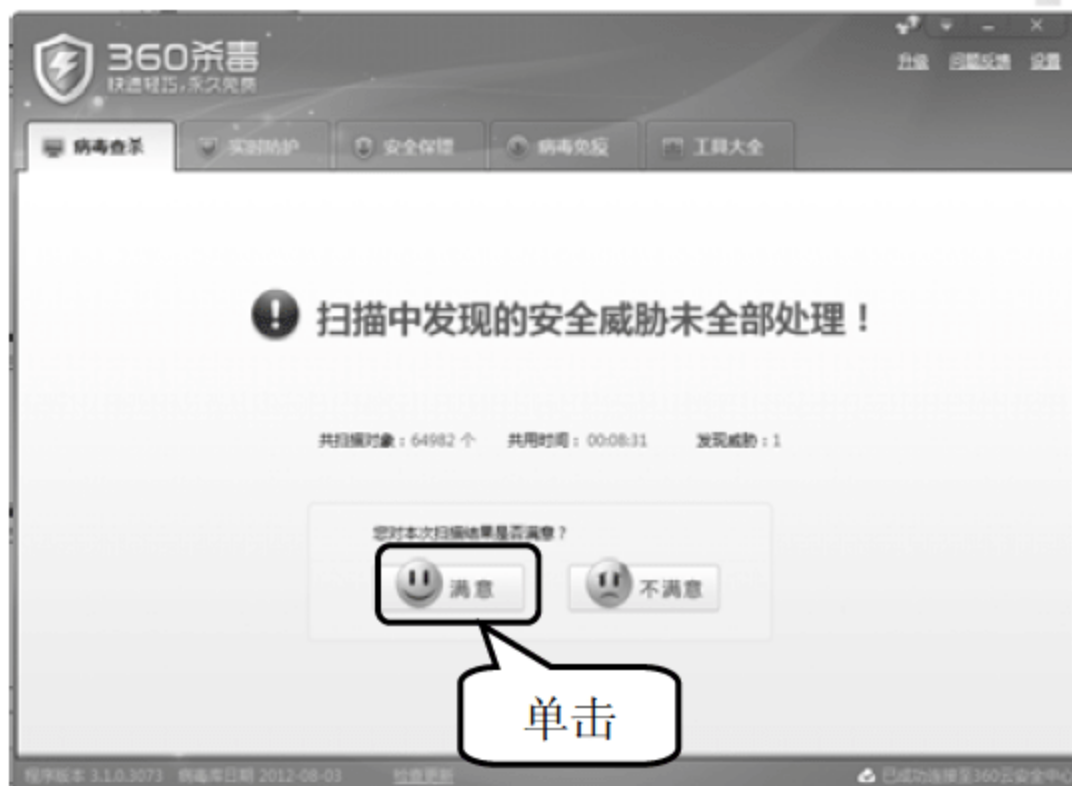 360杀毒
快速轻巧,永久免费
升级 问题反馈 设置
病毒查杀 实时防护 安全保障 病毒免疫 工具大全
扫描中发现的安全威胁未全部处理！
共扫描对象：64982 个 共用时间：00:08:31 发现威胁：1
您对本次扫描结果是否满意？
满意 不满意
单击
程序版本 3.1.0.3073 病毒库日期 2012-08-03 检查更新 已成功连接至360云安全中心